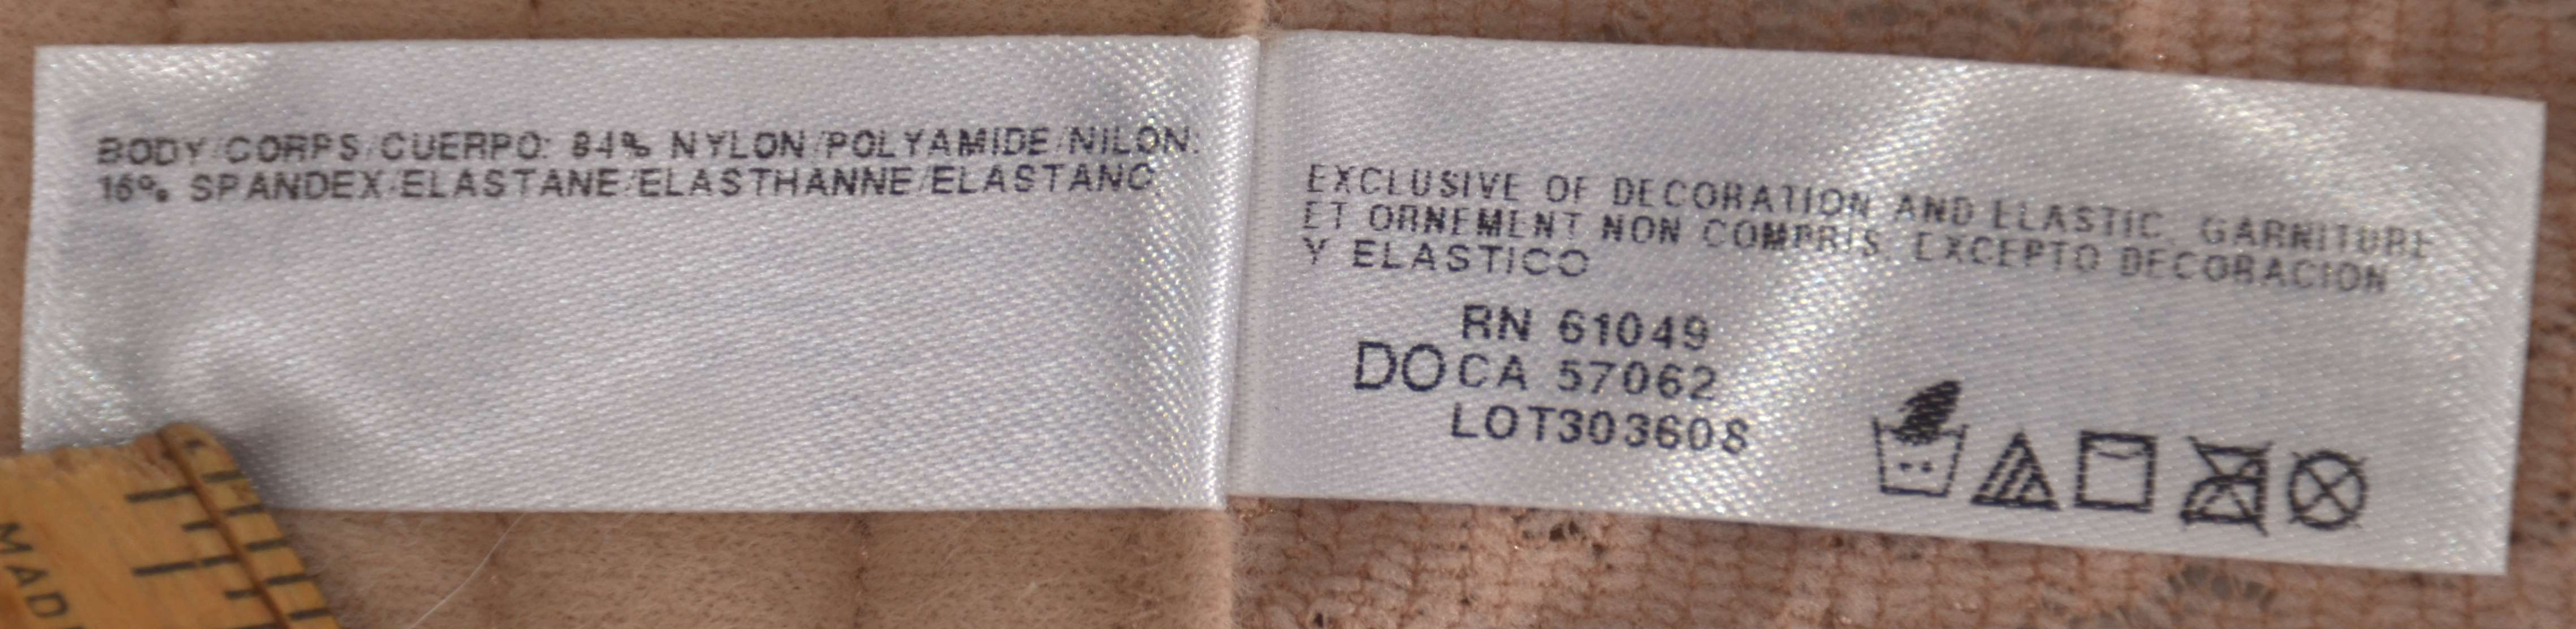 BODY/CORPS/CUERPO: 84% NYLON/POLYAMIDE/NILON:
16% SPANDEX/ELASTANE/ELASTHANNE/ELASTANO
EXCLUSIVE OF DECORATION AND ELASTIC. GARNITURE
ET ORNEMENT NON COMPRIS. EXCEPTO DECORACION
Y ELASTICO
RN 61049
DO CA 57062
LOT303608
MAD